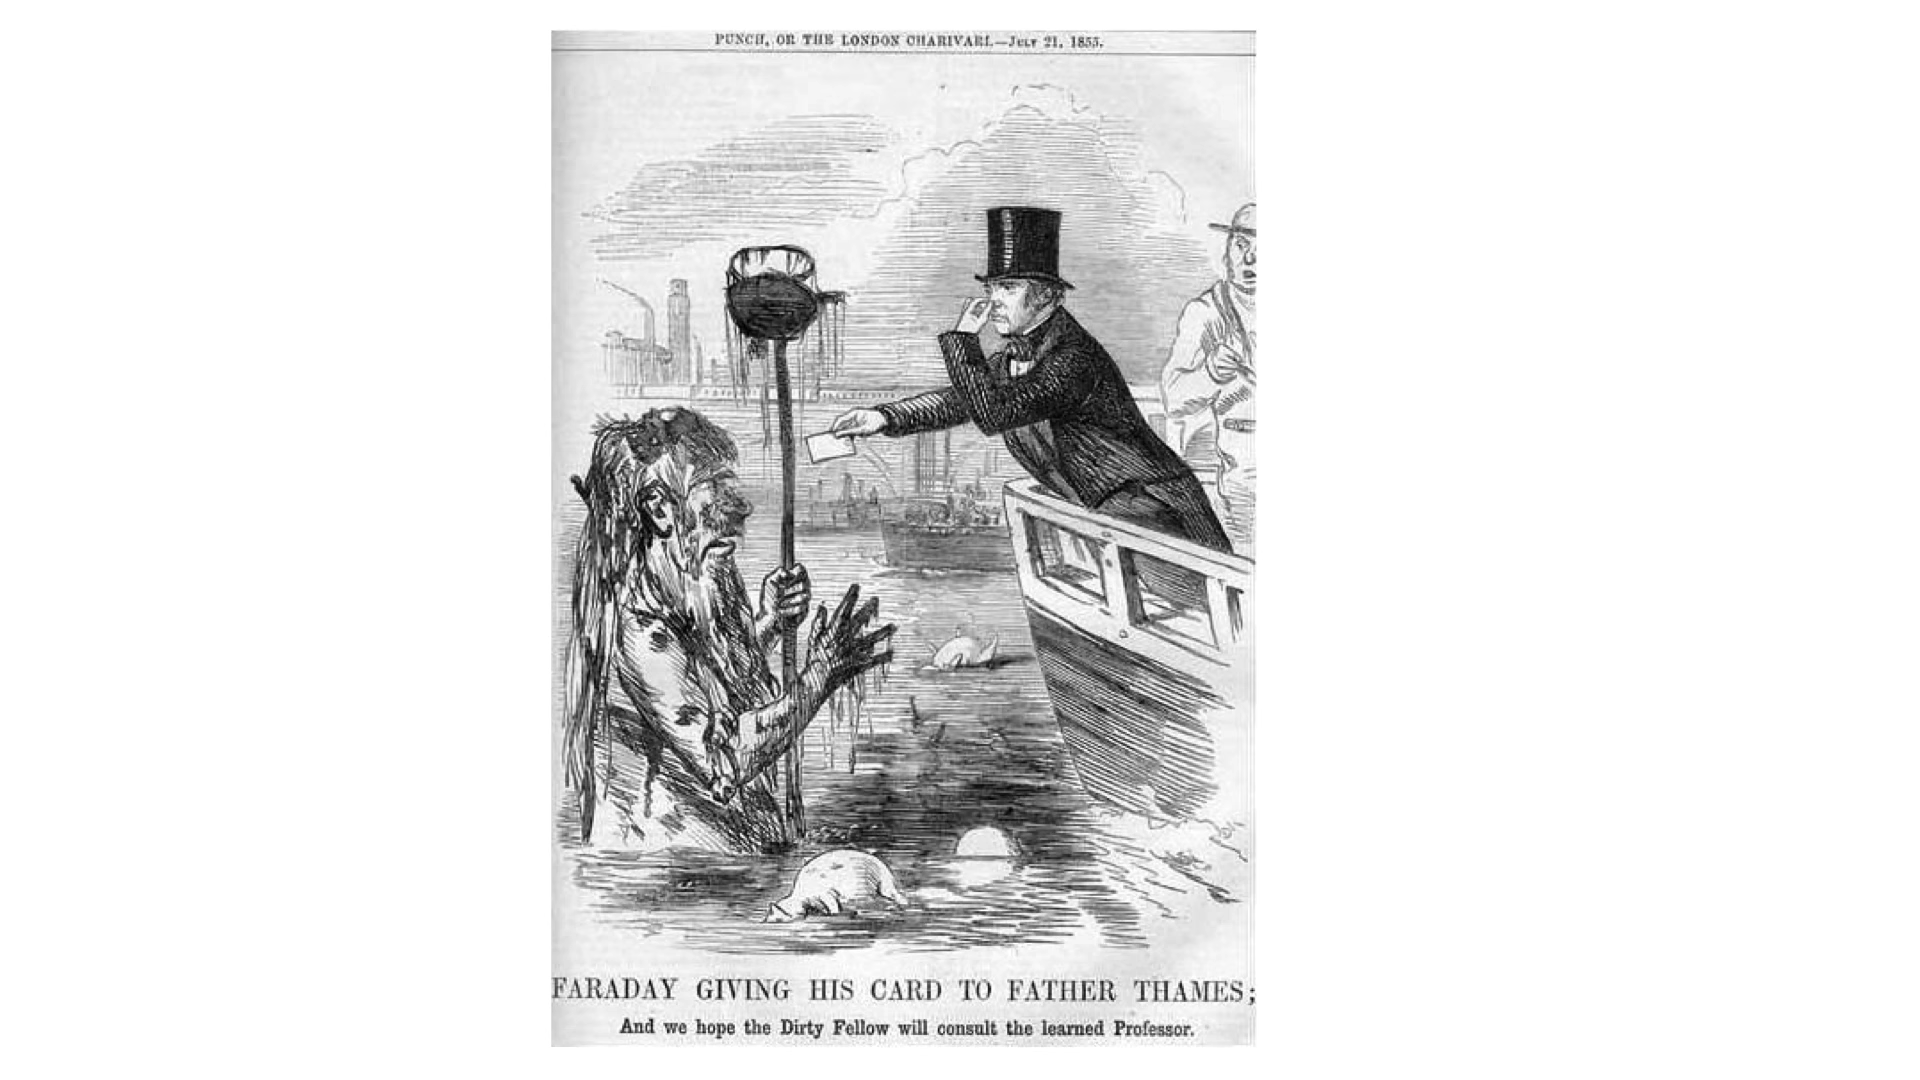 PUNCH, OR THE LONDON CHARIVARI.—JULY 21, 1855.
FARADAY GIVING HIS CARD TO FATHER THAMES;
And we hope the Dirty Fellow will consult the learned Professor.